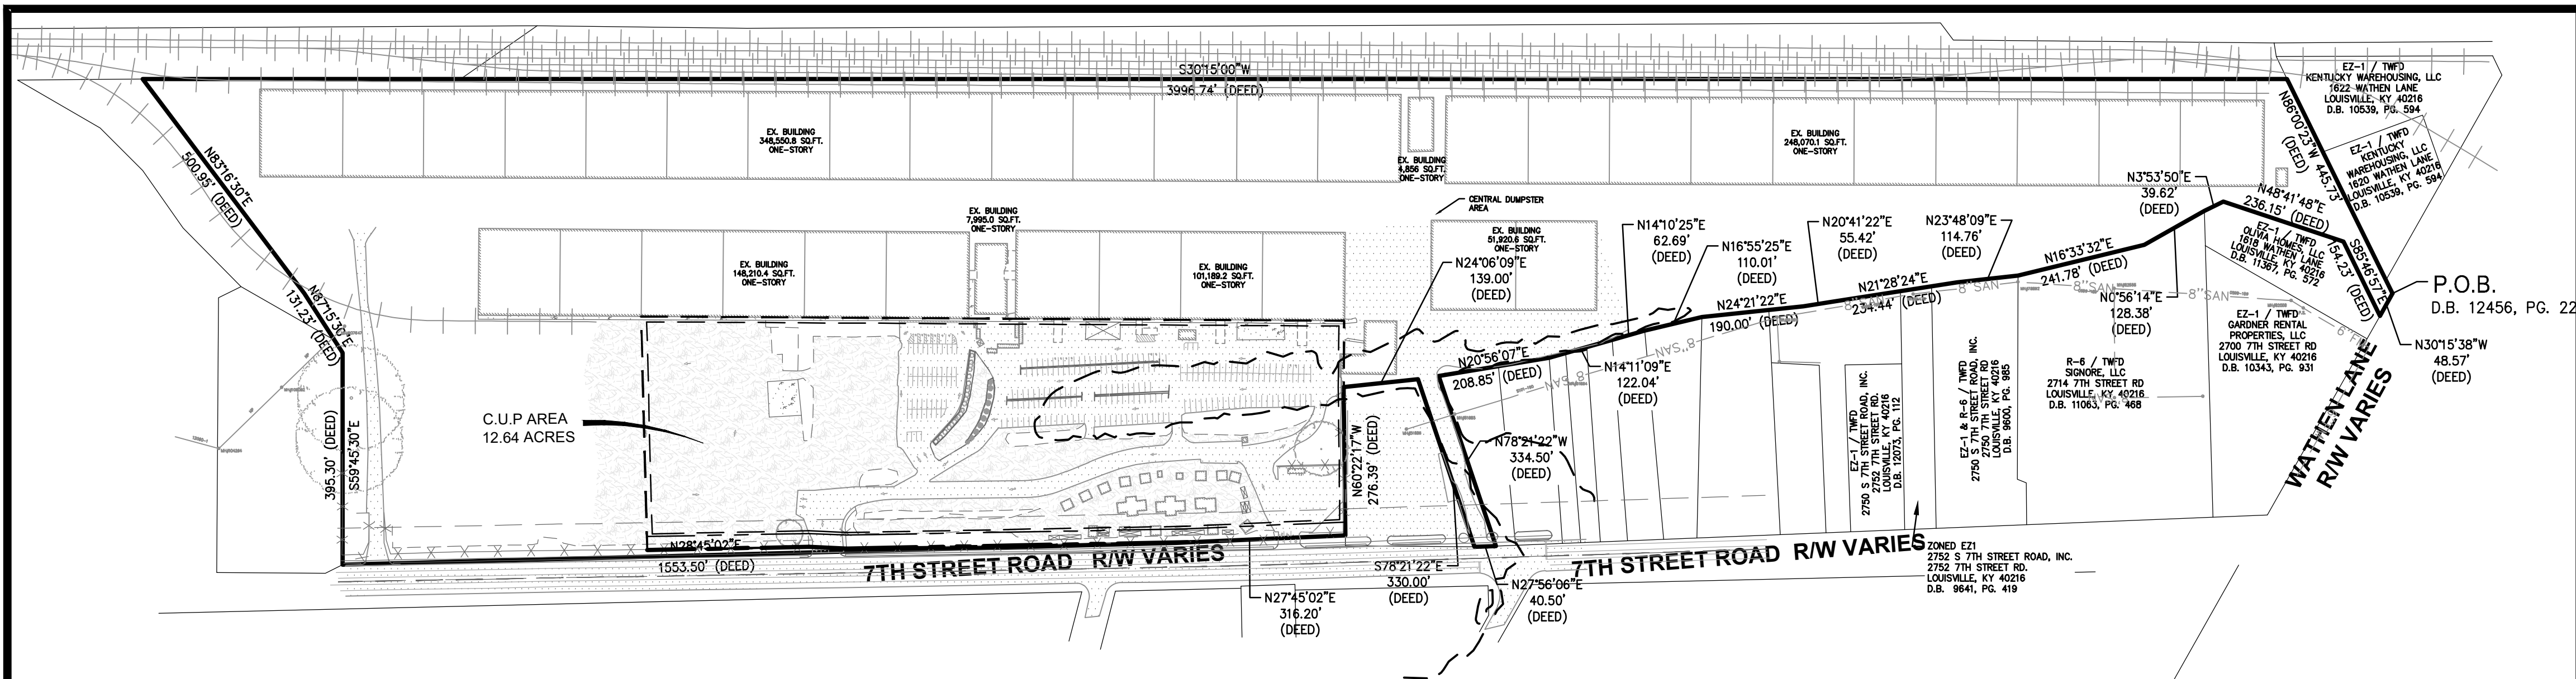 S30°15'00"W
3996.74' (DEED)
EZ-1 / TWFD
KENTUCKY WAREHOUSING, LLC
1622 WATHEN LANE
LOUISVILLE, KY 40216
D.B. 10539, PG. 594
N86°00'23"W 445.73'
(DEED)
EZ-1 / TWFD
KENTUCKY
WAREHOUSING, LLC
1620 WATHEN LANE
LOUISVILLE, KY 40216
D.B. 10539, PG. 594
EX. BUILDING
348,550.8 SQ.FT.
ONE-STORY
EX. BUILDING
4,856 SQ.FT.
ONE-STORY
EX. BUILDING
248,070.1 SQ.FT.
ONE-STORY
N83°16'30"E
500.95' (DEED)
N87°15'30"E
131.23' (DEED)
395.30' (DEED)
S59°45'30"E
EX. BUILDING
7,995.0 SQ.FT.
ONE-STORY
EX. BUILDING
148,210.4 SQ.FT.
ONE-STORY
EX. BUILDING
101,189.2 SQ.FT.
ONE-STORY
CENTRAL DUMPSTER
AREA
EX. BUILDING
51,920.6 SQ.FT.
ONE-STORY
N24°06'09"E
139.00'
(DEED)
N14°10'25"E
62.69'
(DEED)
N16°55'25"E
110.01'
(DEED)
N20°41'22"E
55.42'
(DEED)
N23°48'09"E
114.76'
(DEED)
N3°53'50"E
39.62'
(DEED)
N48°41'48"E
236.15' (DEED)
EZ-1 / TWFD
OLIVIA HOMES, LLC
1618 WATHEN LANE
LOUISVILLE, KY 40216
D.B. 11367, PG. 572
S85°46'57"E
154.23' (DEED)
P.O.B.
D.B. 12456, PG. 22
N30°15'38"W
48.57'
(DEED)
N16°33'32"E
241.78' (DEED)
N0°56'14"E
128.38'
(DEED)
N21°28'24"E
234.44' (DEED)
N24°21'22"E
190.00' (DEED)
8"SAN
8"SAN
8"SAN
8"SAN
8"SAN
N20°56'07"E
208.85' (DEED)
N14°11'09"E
122.04'
(DEED)
EZ-1 / TWFD
GARDNER RENTAL
PROPERTIES, LLC
2700 7TH STREET RD
LOUISVILLE, KY 40216
D.B. 10343, PG. 931
R-6 / TWFD
SIGNORE, LLC
2714 7TH STREET RD
LOUISVILLE, KY 40216
D.B. 11063, PG. 468
EZ-1 & R-6 / TWFD
2750 S 7TH STREET ROAD, INC.
2750 7TH STREET RD
LOUISVILLE, KY 40216
D.B. 9600, PG. 985
EZ-1 / TWFD
2750 S 7TH STREET ROAD, INC.
2752 7TH STREET RD.
LOUISVILLE, KY 40216
D.B. 12073, PG. 112
WATHEN LANE
R/W VARIES
C.U.P AREA
12.64 ACRES
N60°22'17"W
276.39' (DEED)
N78°21'22"W
334.50'
(DEED)
N28°45'02"E
1553.50' (DEED)
7TH STREET ROAD R/W VARIES
7TH STREET ROAD R/W VARIES
ZONED EZ1
2752 S 7TH STREET ROAD, INC.
2752 7TH STREET RD.
LOUISVILLE, KY 40216
D.B. 9641, PG. 419
N27°45'02"E
316.20'
(DEED)
S78°21'22"E
330.00'
(DEED)
N27°56'06"E
40.50'
(DEED)